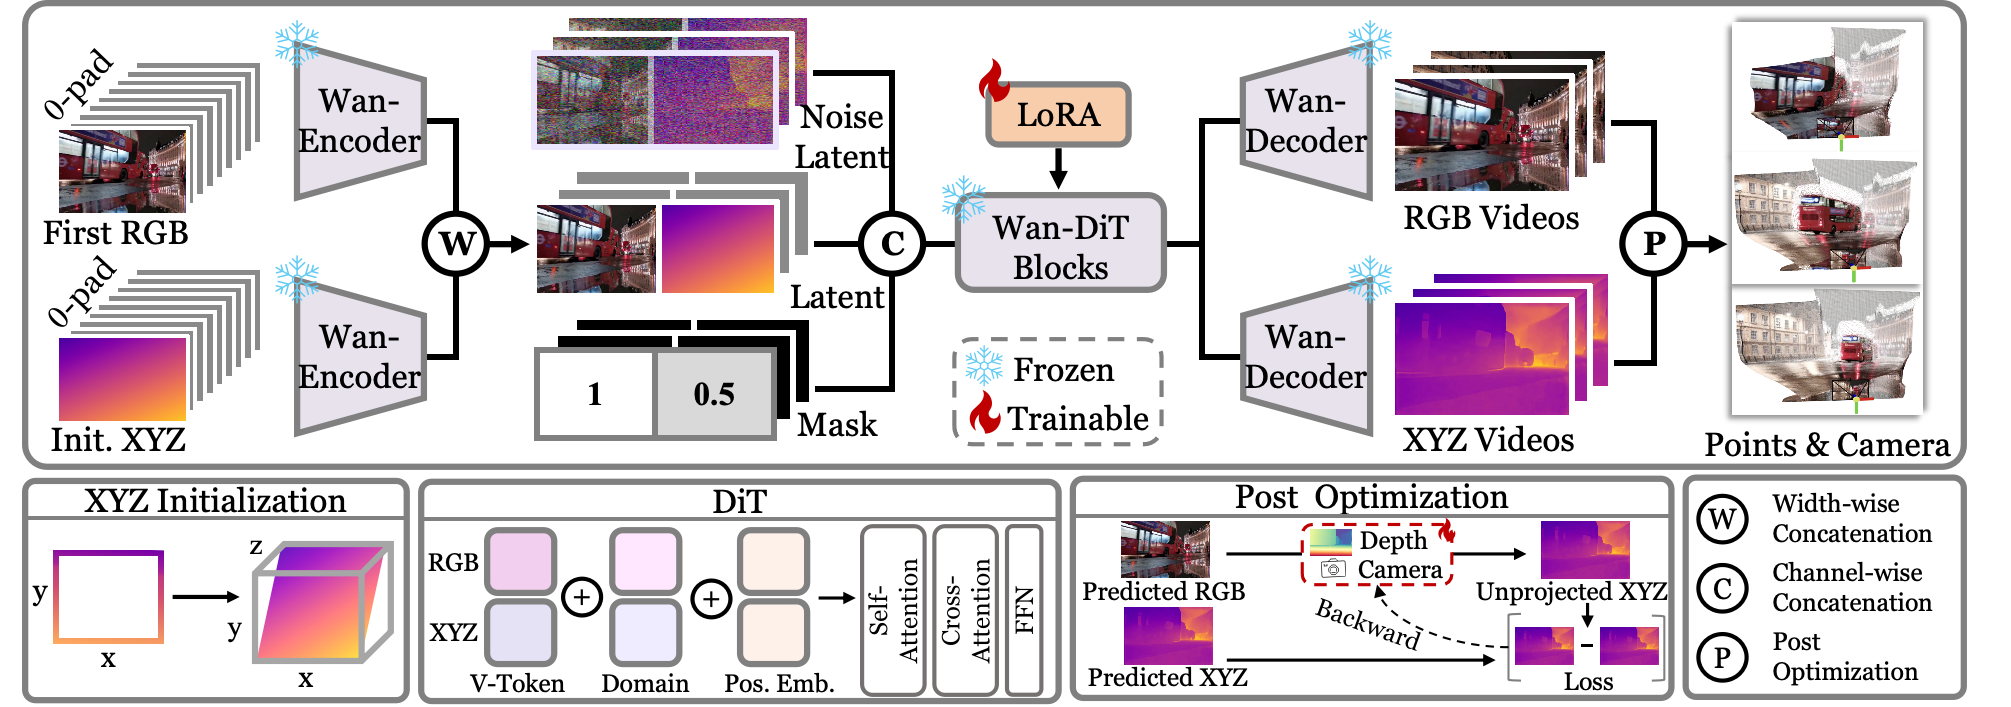 0-pad
First RGB
0-pad
Init. XYZ
Wan-
Encoder
Wan-
Encoder
W
Noise
Latent
Latent
1
0.5
Mask
C
LoRA
Wan-DiT
Blocks
Frozen
Trainable
Wan-
Decoder
Wan-
Decoder
RGB Videos
XYZ Videos
P
Points & Camera
XYZ Initialization
y
x
z
y
x
DiT
RGB
XYZ
+
+
V-Token
Domain
Pos. Emb.
Self-
Attention
Cross-
Attention
FFN
Post Optimization
Predicted RGB
Depth
Camera
Unprojected XYZ
Backward
Predicted XYZ
-
Loss
W
Width-wise
Concatenation
C
Channel-wise
Concatenation
P
Post
Optimization